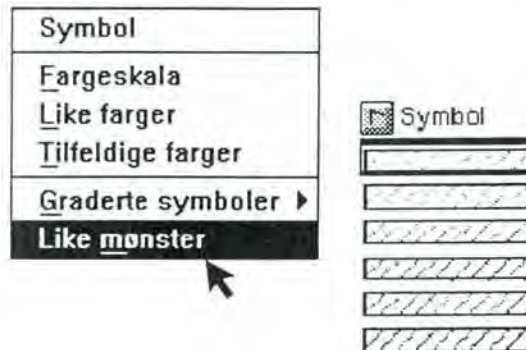 Symbol
Fargeskala
Like farger
Tilfeldige farger
Graderte symboler
Like mønster
Symbol